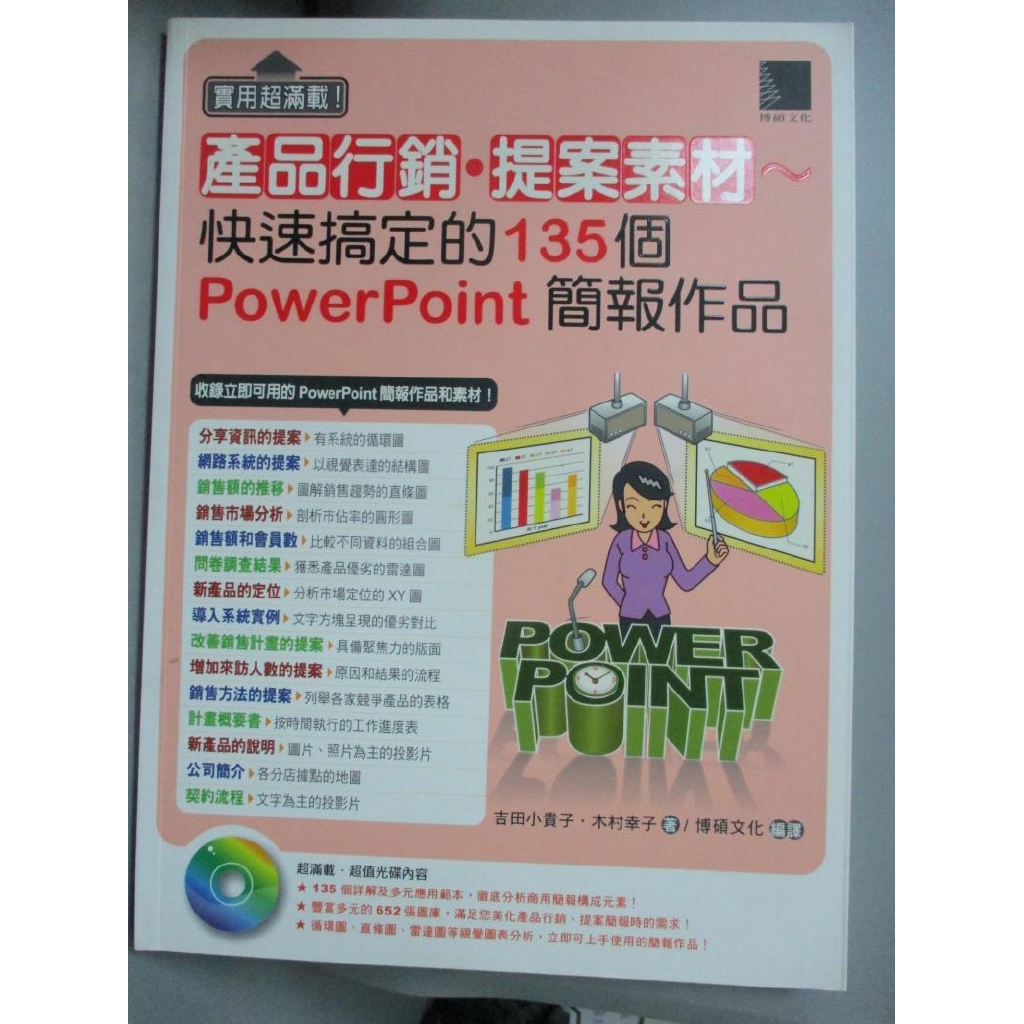 實用超滿載！
博碩文化
產品行銷·提案素材～
快速搞定的135個
PowerPoint 簡報作品
收錄立即可用的 PowerPoint 簡報作品和素材！
分享資訊的提案▶有系統的循環圖
網路系統的提案▶以視覺表達的結構圖
銷售額的推移▶圖解銷售趨勢的直條圖
銷售市場分析▶剖析市佔率的圓形圖
銷售額和會員數▶比較不同資料的組合圖
問卷調查結果▶獲悉產品優劣的雷達圖
新產品的定位▶分析市場定位的 XY 圖
導入系統實例▶文字方塊呈現的優劣對比
改善銷售計畫的提案▶具備聚焦力的版面
增加來訪人數的提案▶原因和結果的流程
銷售方法的提案▶列舉各家競爭產品的表格
計畫概要書▶按時間執行的工作進度表
新產品的說明▶圖片、照片為主的投影片
公司簡介▶各分店據點的地圖
契約流程▶文字為主的投影片
POWER
POINT
吉田小貴子·木村幸子 著 / 博碩文化 編譯
超滿載、超值光碟內容
★ 135 個詳解及多元應用範本，徹底分析商用簡報構成元素！
★ 豐富多元的 652 張圖庫，滿足您美化產品行銷、提案簡報時的需求！
★ 循環圖、直條圖、雷達圖等視覺圖表分析，立即可上手使用的簡報作品！